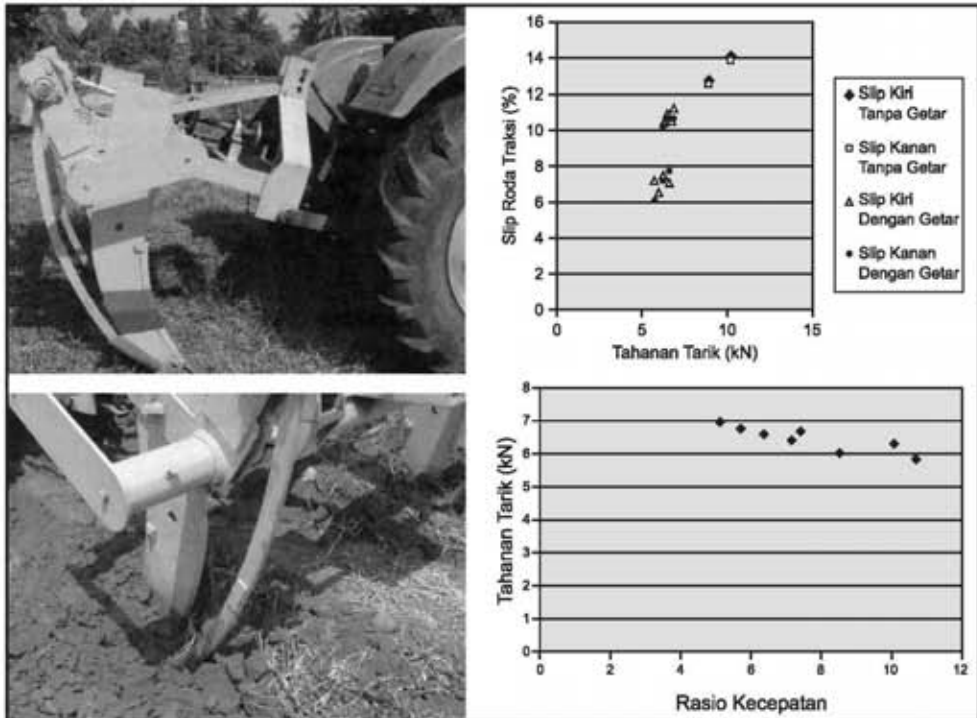 16
14
12
10
8
6
4
2
0
Slip Roda Traksi (%)
0 5 10 15
Tahanan Tarik (kN)
Slip Kiri
Tanpa Getar
Slip Kanan
Tanpa Getar
Slip Kiri
Dengan Getar
Slip Kanan
Dengan Getar
8
7
6
5
4
3
2
1
0
Tahanan Tarik (kN)
0 2 4 6 8 10 12
Rasio Kecepatan